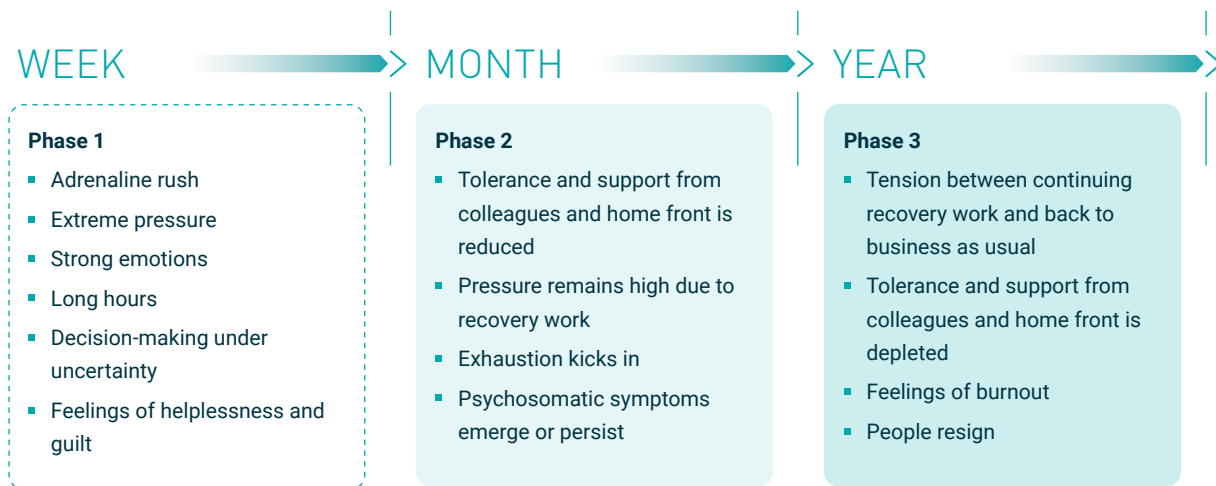 WEEK
MONTH
YEAR
Phase 1
Adrenaline rush
Extreme pressure
Strong emotions
Long hours
Decision-making under
uncertainty
Feelings of helplessness and
guilt
Phase 2
Tolerance and support from
colleagues and home front is
reduced
Pressure remains high due to
recovery work
Exhaustion kicks in
Psychosomatic symptoms
emerge or persist
Phase 3
Tension between continuing
recovery work and back to
business as usual
Tolerance and support from
colleagues and home front is
depleted
Feelings of burnout
People resign